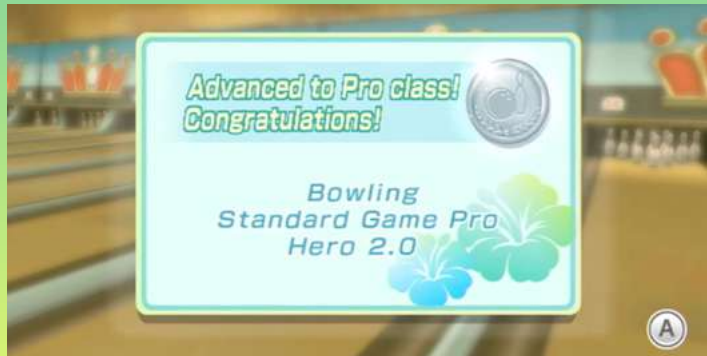 Advanced to Pro class!
Congratulations!
Bowling
Standard Game Pro
Hero 2.0
A